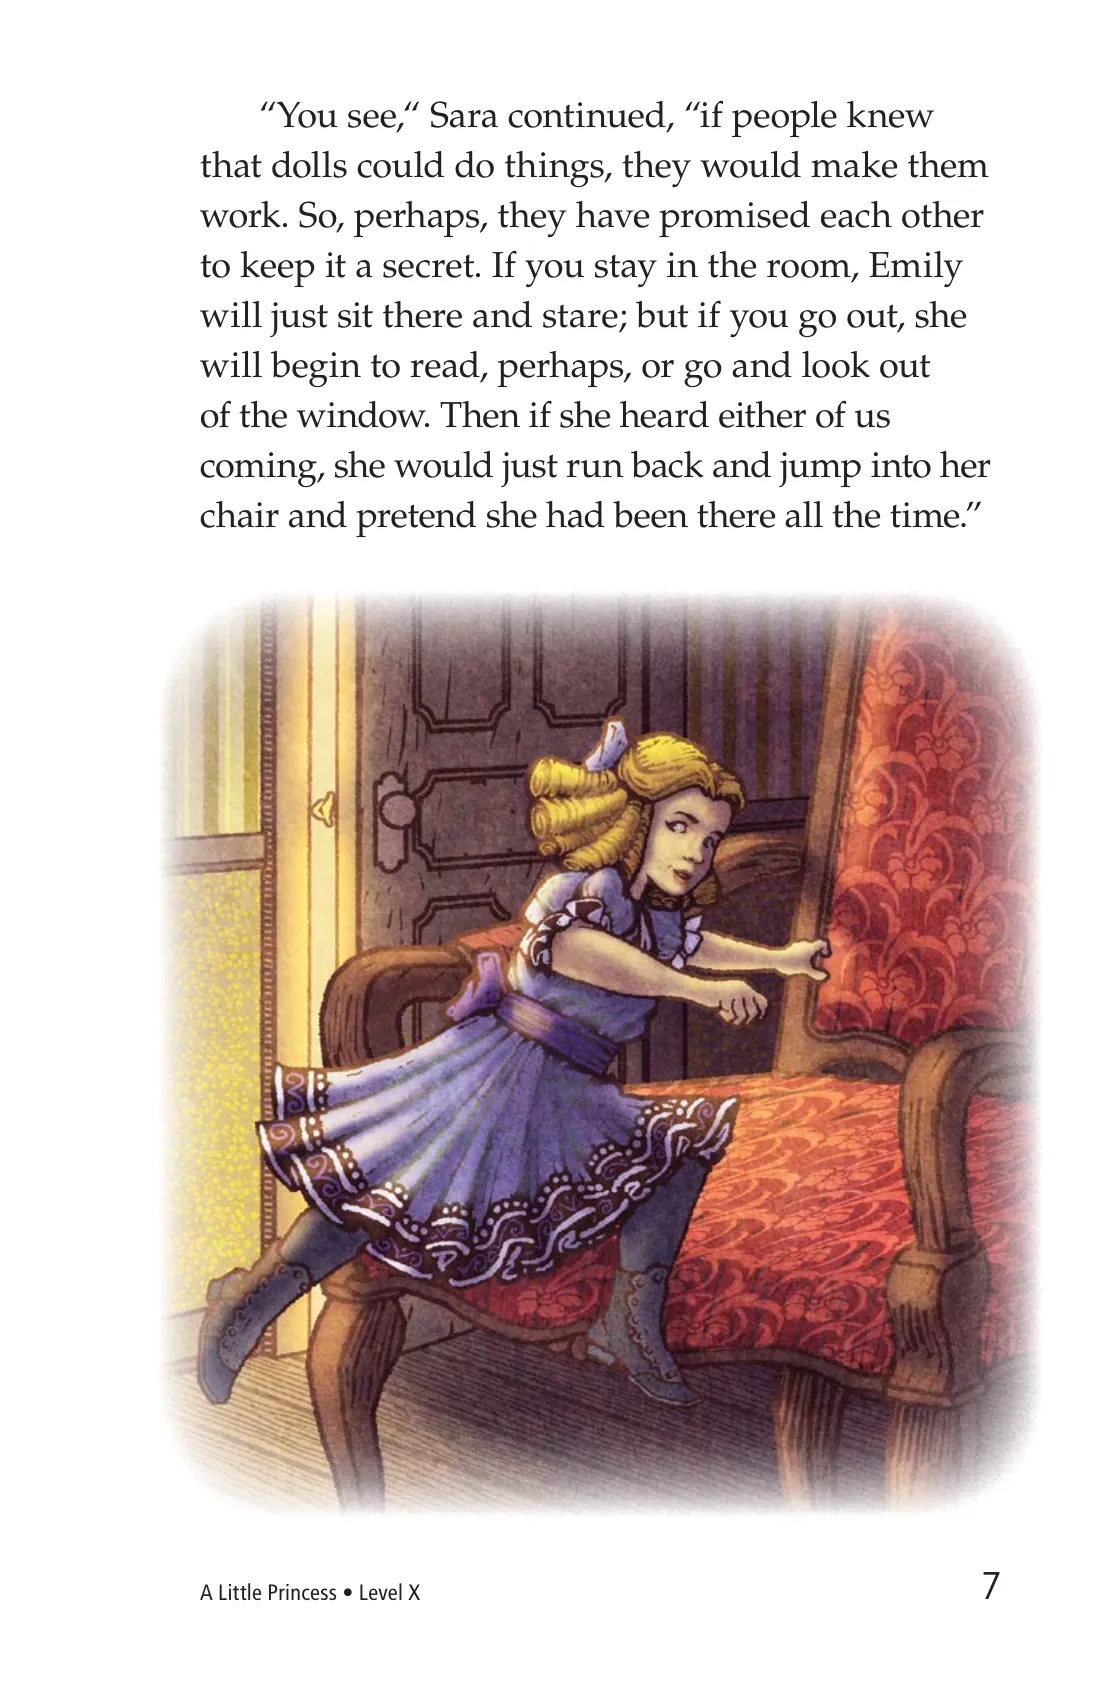 “You see,“ Sara continued, “if people knew
that dolls could do things, they would make them
work. So, perhaps, they have promised each other
to keep it a secret. If you stay in the room, Emily
will just sit there and stare; but if you go out, she
will begin to read, perhaps, or go and look out
of the window. Then if she heard either of us
coming, she would just run back and jump into her
chair and pretend she had been there all the time.”
A Little Princess • Level X
7